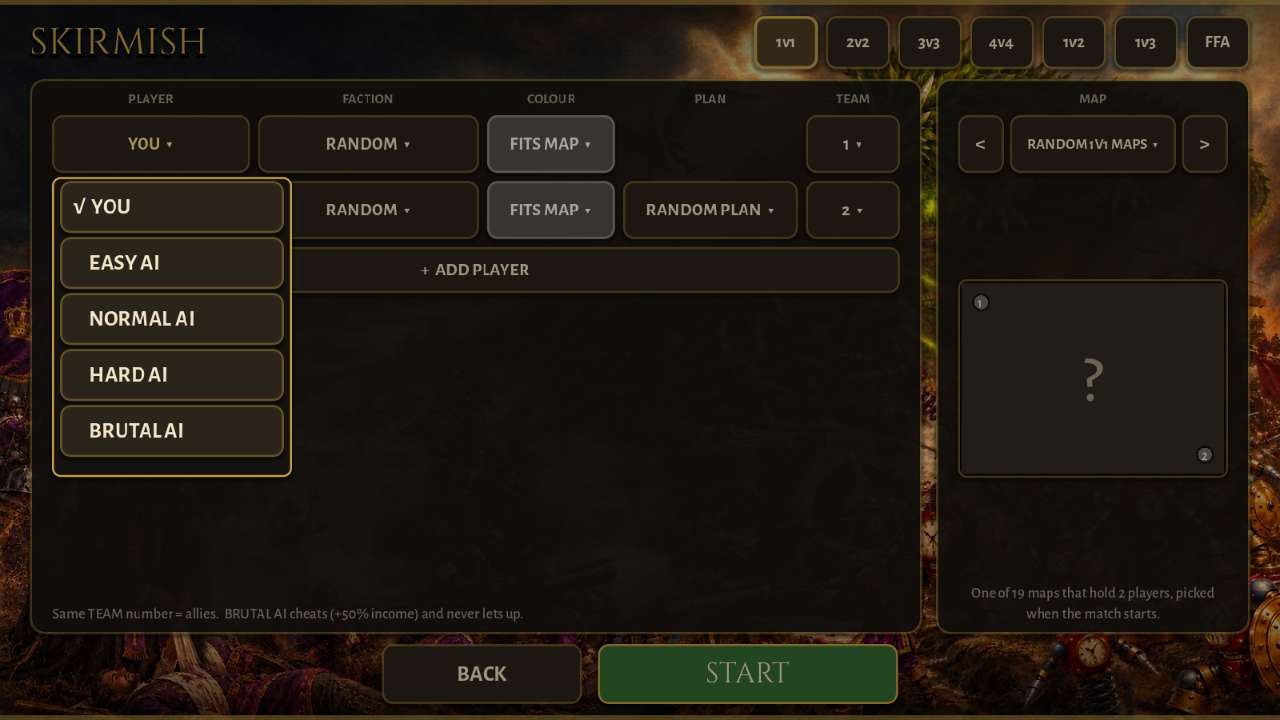 SKIRMISH
1v1 2v2 3v3 4v4 1v2 1v3 FFA
PLAYER FACTION COLOUR PLAN TEAM
YOU ▾ RANDOM ▾ FITS MAP ▾ 1 ▾
RANDOM ▾ FITS MAP ▾ RANDOM PLAN ▾ 2 ▾
+ ADD PLAYER
√ YOU
EASY AI
NORMAL AI
HARD AI
BRUTAL AI
Same TEAM number = allies. BRUTAL AI cheats (+50% income) and never lets up.
MAP
< RANDOM 1V1 MAPS ▾ >
1
?
2
One of 19 maps that hold 2 players, picked
when the match starts.
BACK START